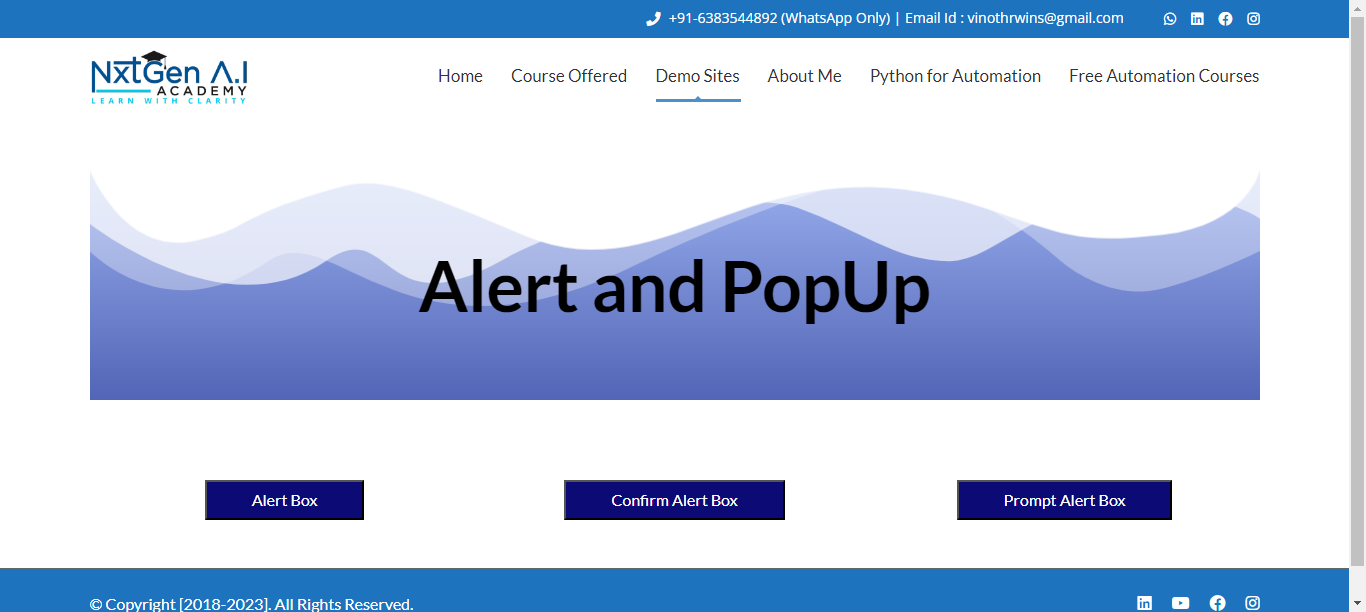 +91-6383544892 (WhatsApp Only) | Email Id : vinothrwins@gmail.com
NxtGen A.I
ACADEMY
LEARN WITH CLARITY
Home Course Offered Demo Sites About Me Python for Automation Free Automation Courses
Alert and PopUp
Alert Box Confirm Alert Box Prompt Alert Box
© Copyright [2018-2023]. All Rights Reserved.